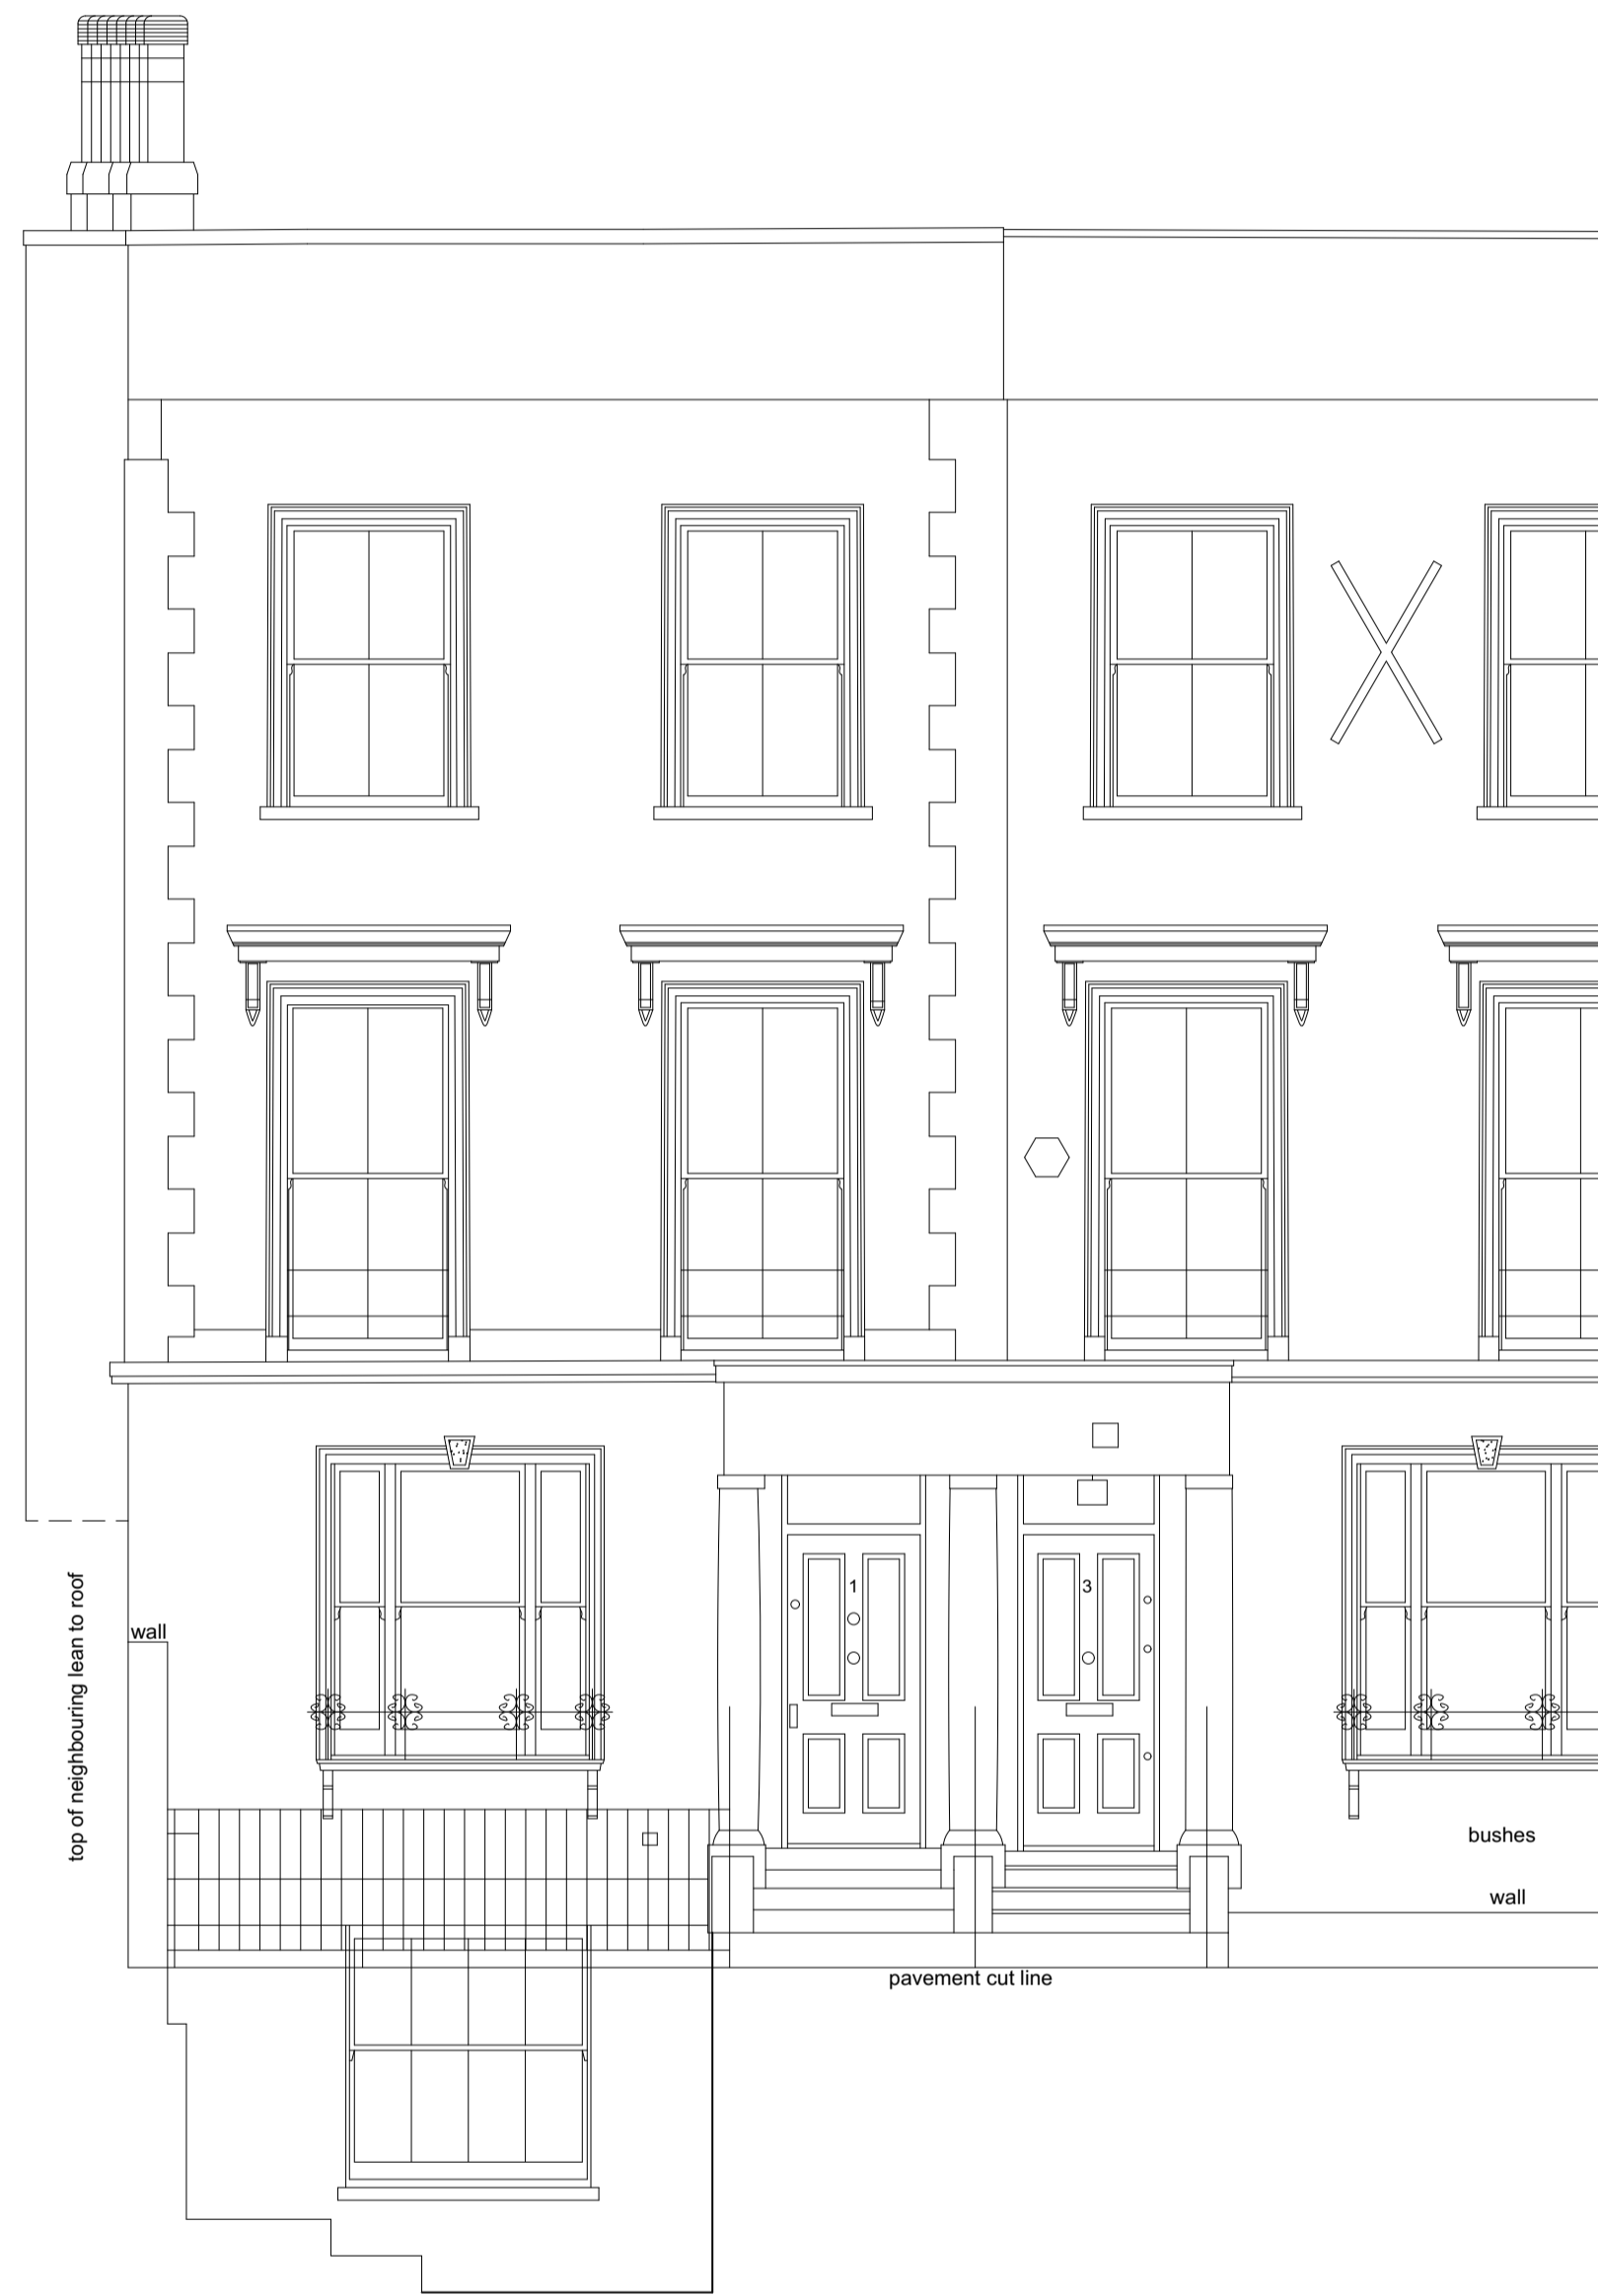 1
3
wall
top of neighbouring lean to roof
bushes
wall
pavement cut line